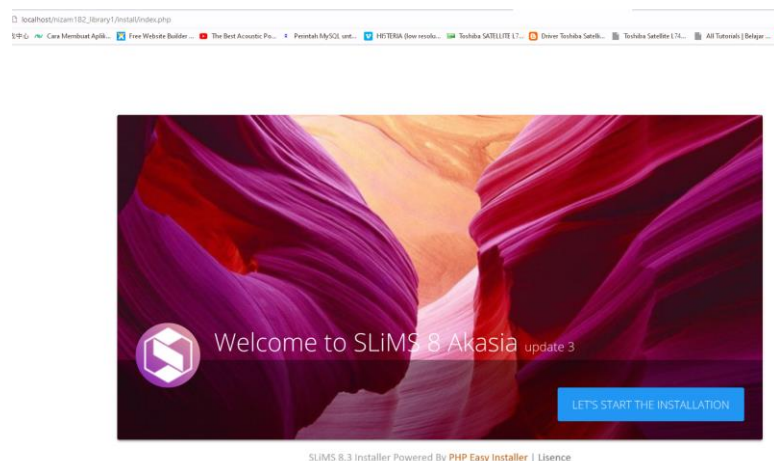 localhost/nizam182_library1/install/index.php
Cara Membuat Aplik... Free Website Builder ... The Best Acoustic Po... Perintah MySQL unt... HISTERIA (low resolu... Toshiba SATELLITE L7... Driver Toshiba Satelli... Toshiba Satellite L74... All Tutorials | Belajar ...
Welcome to SLiMS 8 Akasia update 3
LET'S START THE INSTALLATION
SLiMS 8.3 Installer Powered By PHP Easy Installer | Lisence